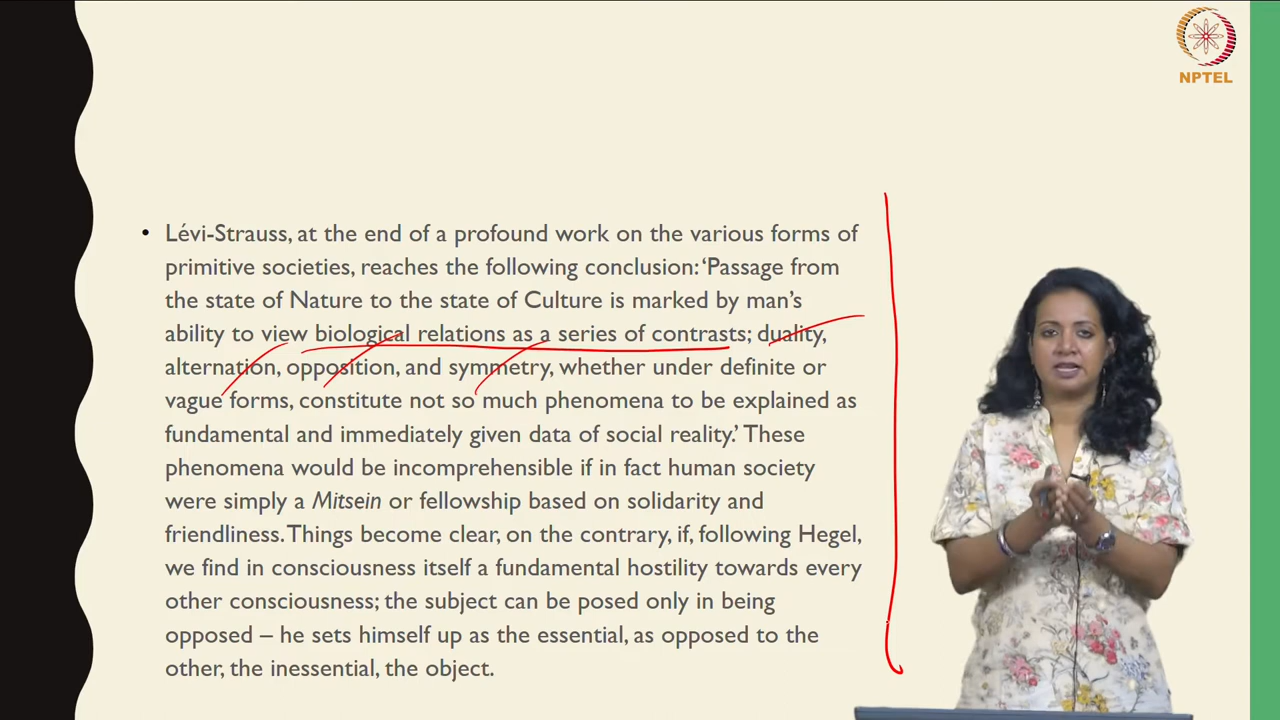 NPTEL
• Lévi-Strauss, at the end of a profound work on the various forms of
primitive societies, reaches the following conclusion: ‘Passage from
the state of Nature to the state of Culture is marked by man’s
ability to view biological relations as a series of contrasts; duality,
alternation, opposition, and symmetry, whether under definite or
vague forms, constitute not so much phenomena to be explained as
fundamental and immediately given data of social reality.’ These
phenomena would be incomprehensible if in fact human society
were simply a Mitsein or fellowship based on solidarity and
friendliness. Things become clear, on the contrary, if, following Hegel,
we find in consciousness itself a fundamental hostility towards every
other consciousness; the subject can be posed only in being
opposed – he sets himself up as the essential, as opposed to the
other, the inessential, the object.